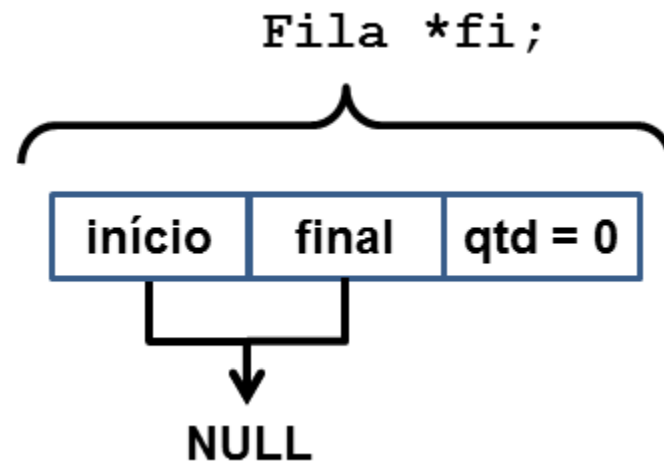 Fila *fi;
início final qtd = 0
NULL